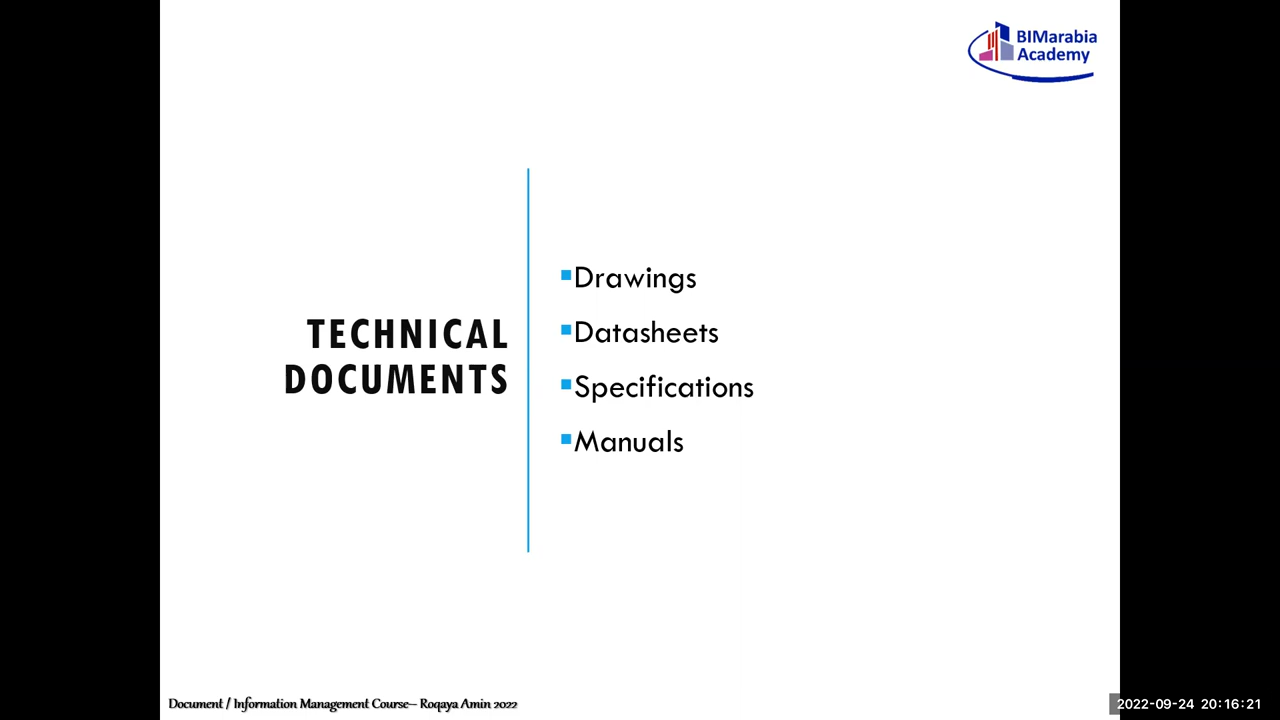 BIMarabia
Academy
TECHNICAL
DOCUMENTS
Drawings
Datasheets
Specifications
Manuals
Document / Information Management Course– Roqaya Amin 2022
2022-09-24 20:16:21